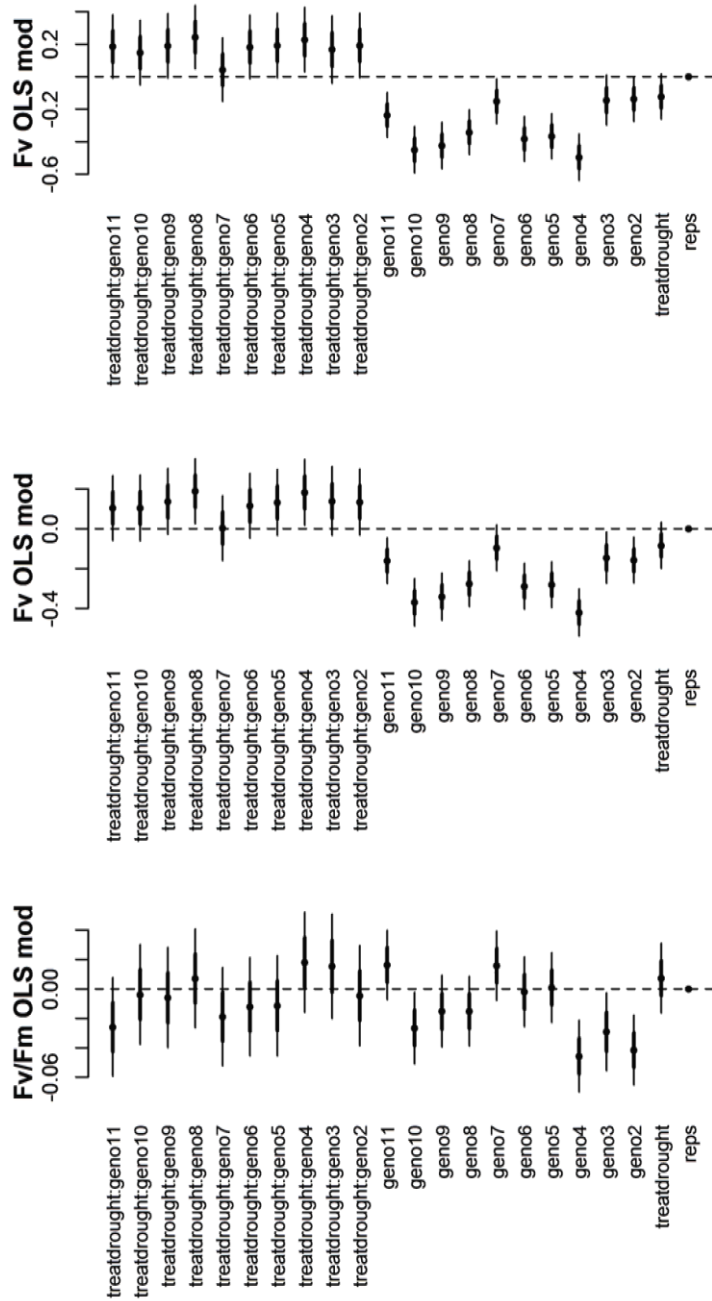 Fv/Fm OLS mod
-0.06 0.00
treatdrought:geno11
treatdrought:geno10
treatdrought:geno9
treatdrought:geno8
treatdrought:geno7
treatdrought:geno6
treatdrought:geno5
treatdrought:geno4
treatdrought:geno3
treatdrought:geno2
geno11
geno10
geno9
geno8
geno7
geno6
geno5
geno4
geno3
geno2
treatdrought
reps
Fv OLS mod
-0.4 0.0
treatdrought:geno11
treatdrought:geno10
treatdrought:geno9
treatdrought:geno8
treatdrought:geno7
treatdrought:geno6
treatdrought:geno5
treatdrought:geno4
treatdrought:geno3
treatdrought:geno2
geno11
geno10
geno9
geno8
geno7
geno6
geno5
geno4
geno3
geno2
treatdrought
reps
Fv OLS mod
-0.6 -0.2 0.2
treatdrought:geno11
treatdrought:geno10
treatdrought:geno9
treatdrought:geno8
treatdrought:geno7
treatdrought:geno6
treatdrought:geno5
treatdrought:geno4
treatdrought:geno3
treatdrought:geno2
geno11
geno10
geno9
geno8
geno7
geno6
geno5
geno4
geno3
geno2
treatdrought
reps